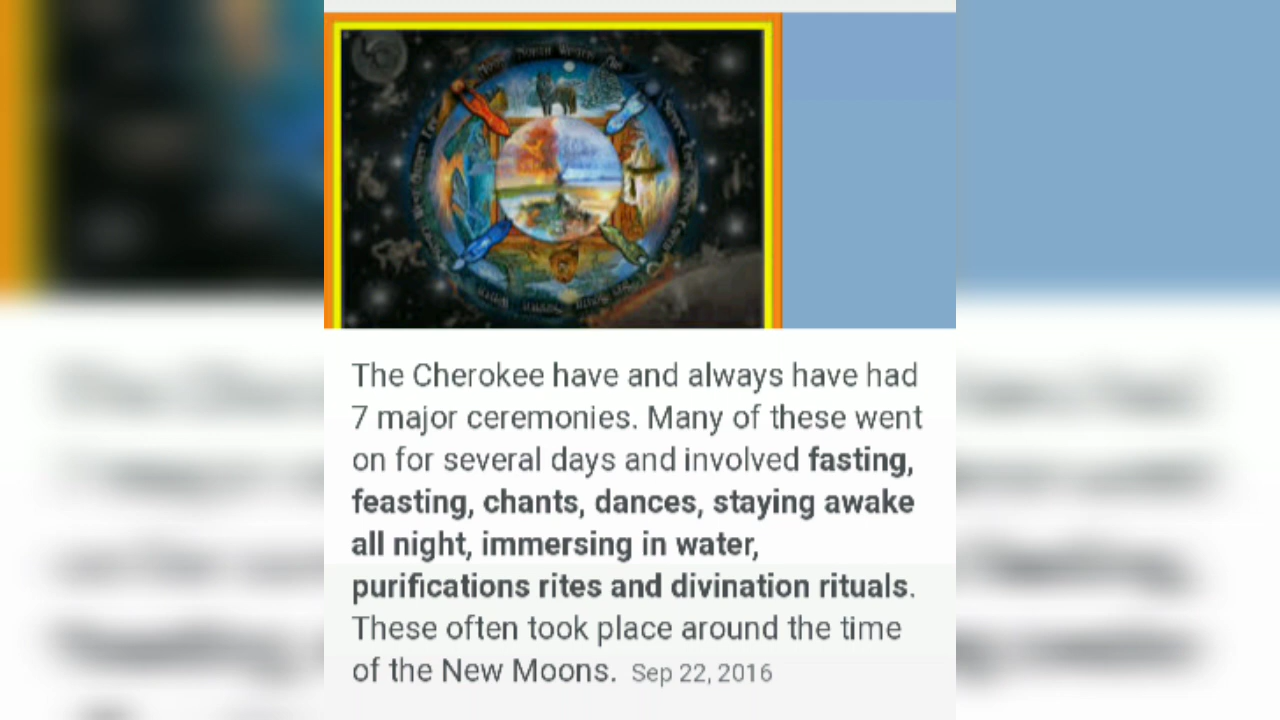 The Cherokee have and always have had
7 major ceremonies. Many of these went
on for several days and involved fasting,
feasting, chants, dances, staying awake
all night, immersing in water,
purifications rites and divination rituals.
These often took place around the time
of the New Moons. Sep 22, 2016